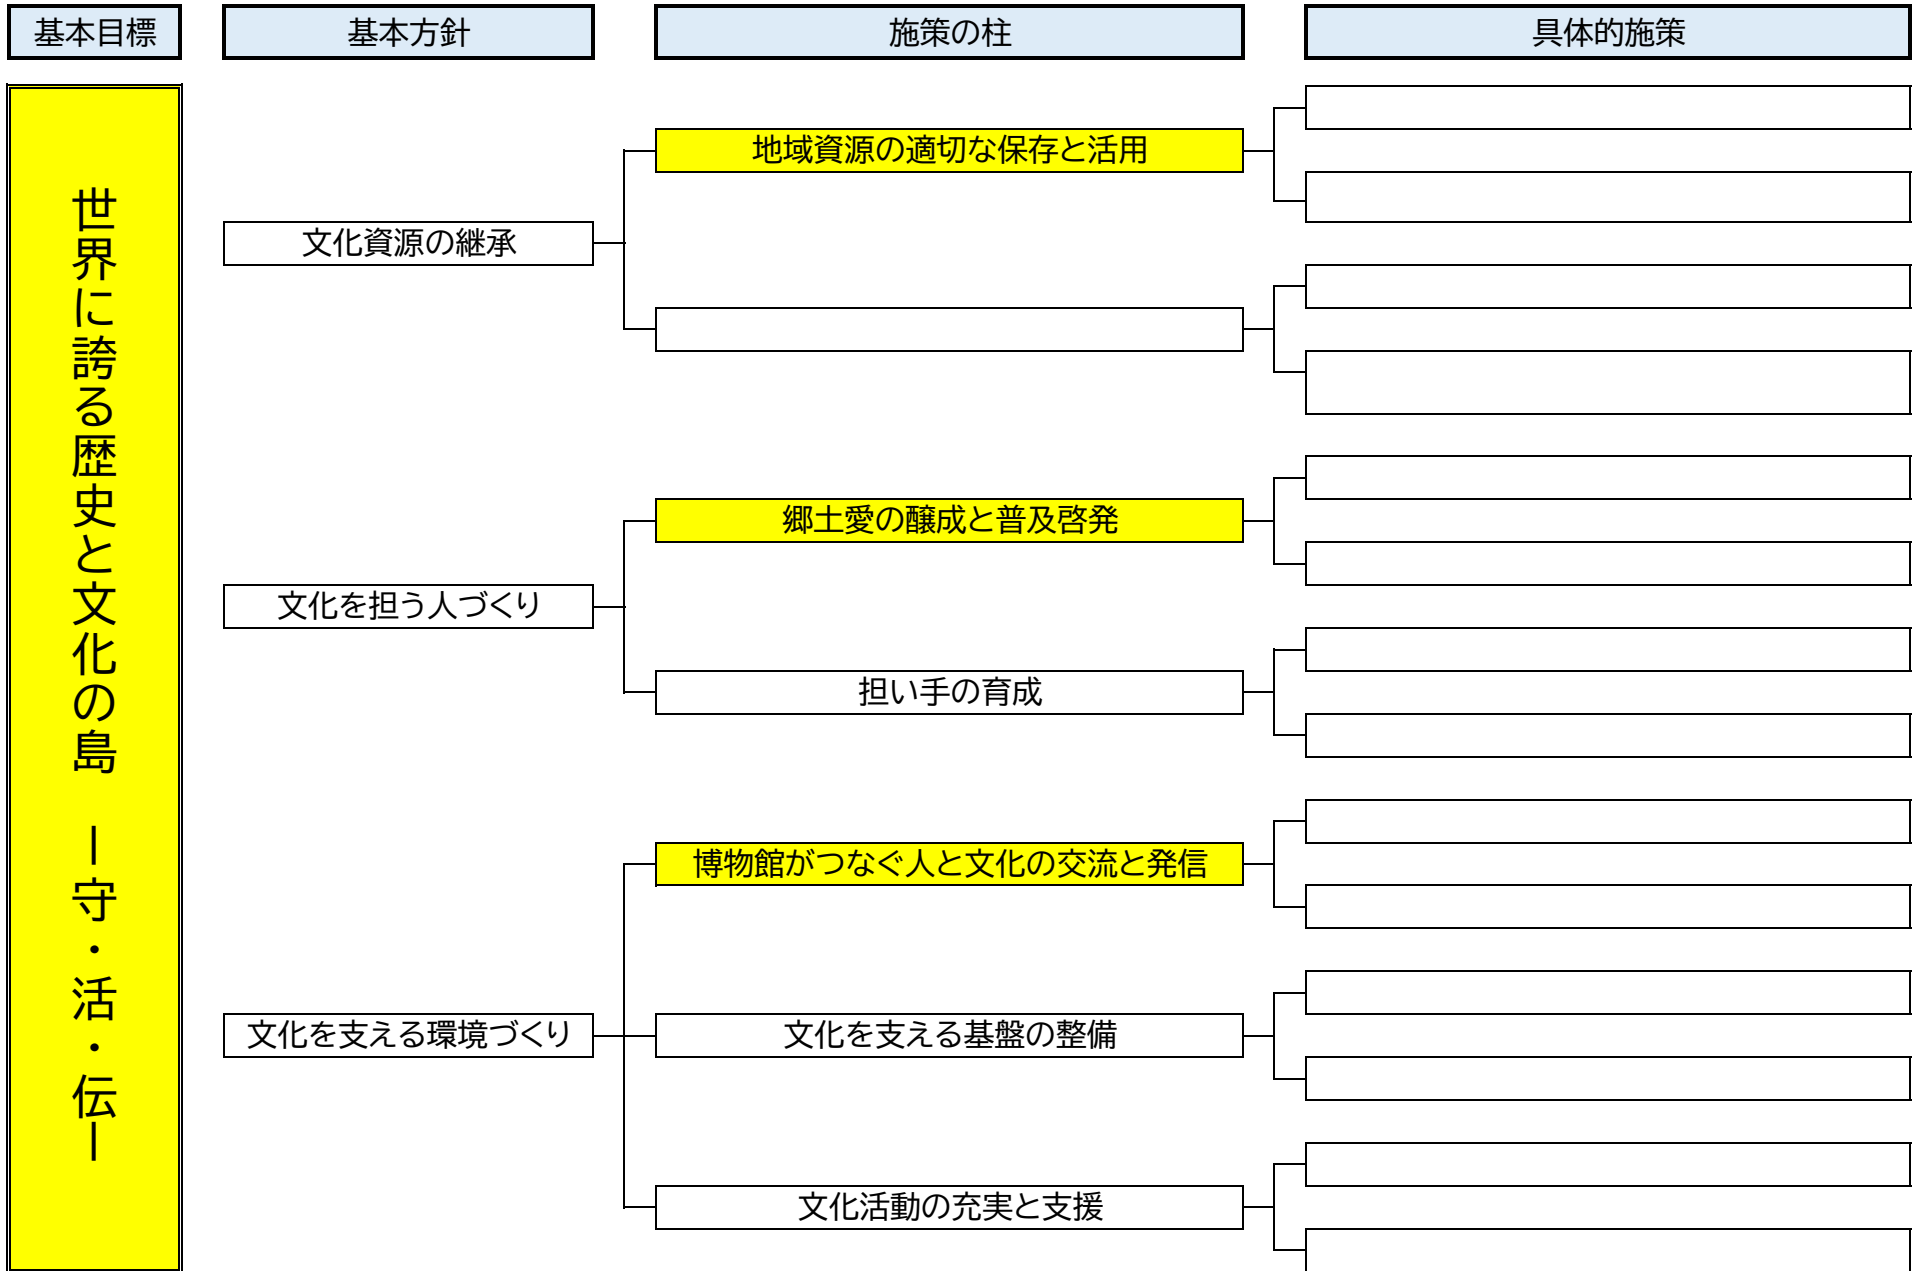 基本目標
基本方針
施策の柱
具体的施策
世界に誇る歴史と文化の島 ―守・活・伝―
文化資源の継承
地域資源の適切な保存と活用
文化を担う人づくり
郷土愛の醸成と普及啓発
担い手の育成
文化を支える環境づくり
博物館がつなぐ人と文化の交流と発信
文化を支える基盤の整備
文化活動の充実と支援